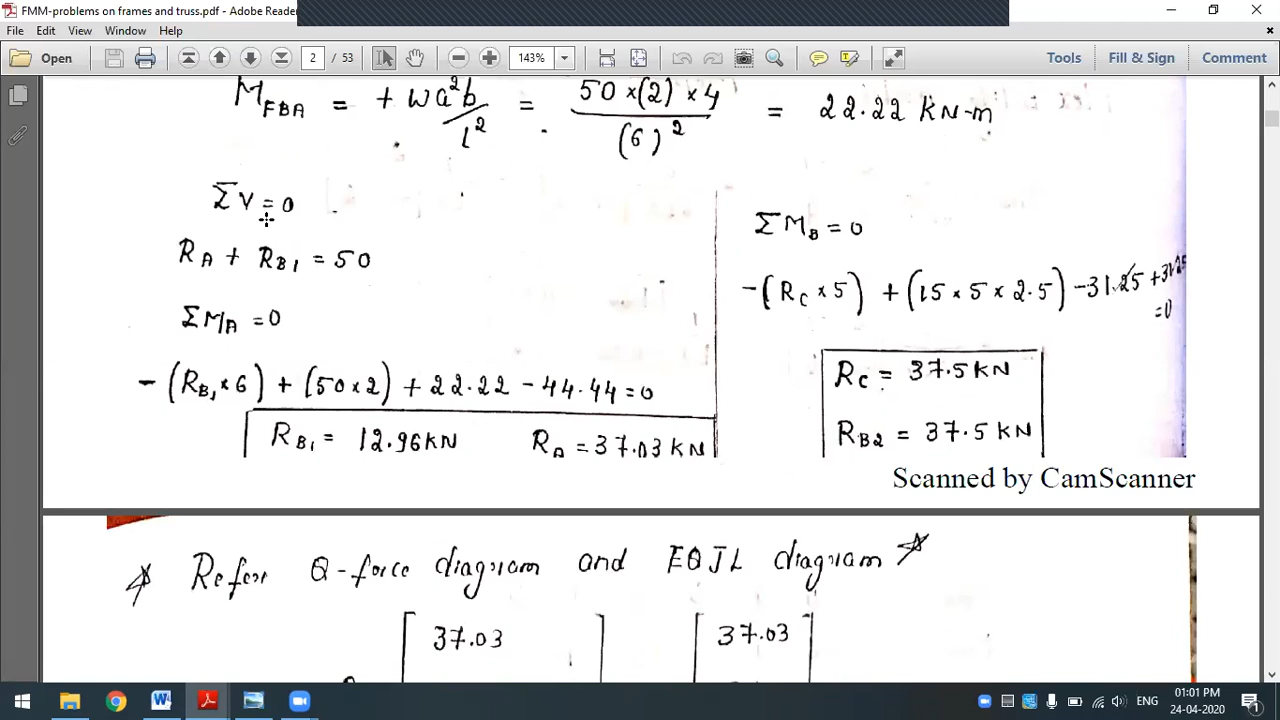 FMM-problems on frames and truss.pdf - Adobe Acrobat Reader
File Edit View Window Help
Open 2 / 53 143% Tools Fill & Sign Comment
M_FBA = + wa²b / l² = 50 × (2) × 4 / (6)² = 22.22 KN-m
ΣV = 0
R_A + R_B1 = 50
ΣM/A = 0
- (R_B1 × 6) + (50 × 2) + 22.22 - 44.44 = 0
R_B1 = 12.96 KN R_A = 37.03 KN
ΣM_B = 0
- (R_C × 5) + (15 × 5 × 2.5) - 31.25 + 31.25
= 0
R_C = 37.5 KN
R_B2 = 37.5 KN
Scanned by CamScanner
* Refer Q-force diagram and EQJL diagram *
37.03 37.03
ENG 01:01 PM
24-04-2020